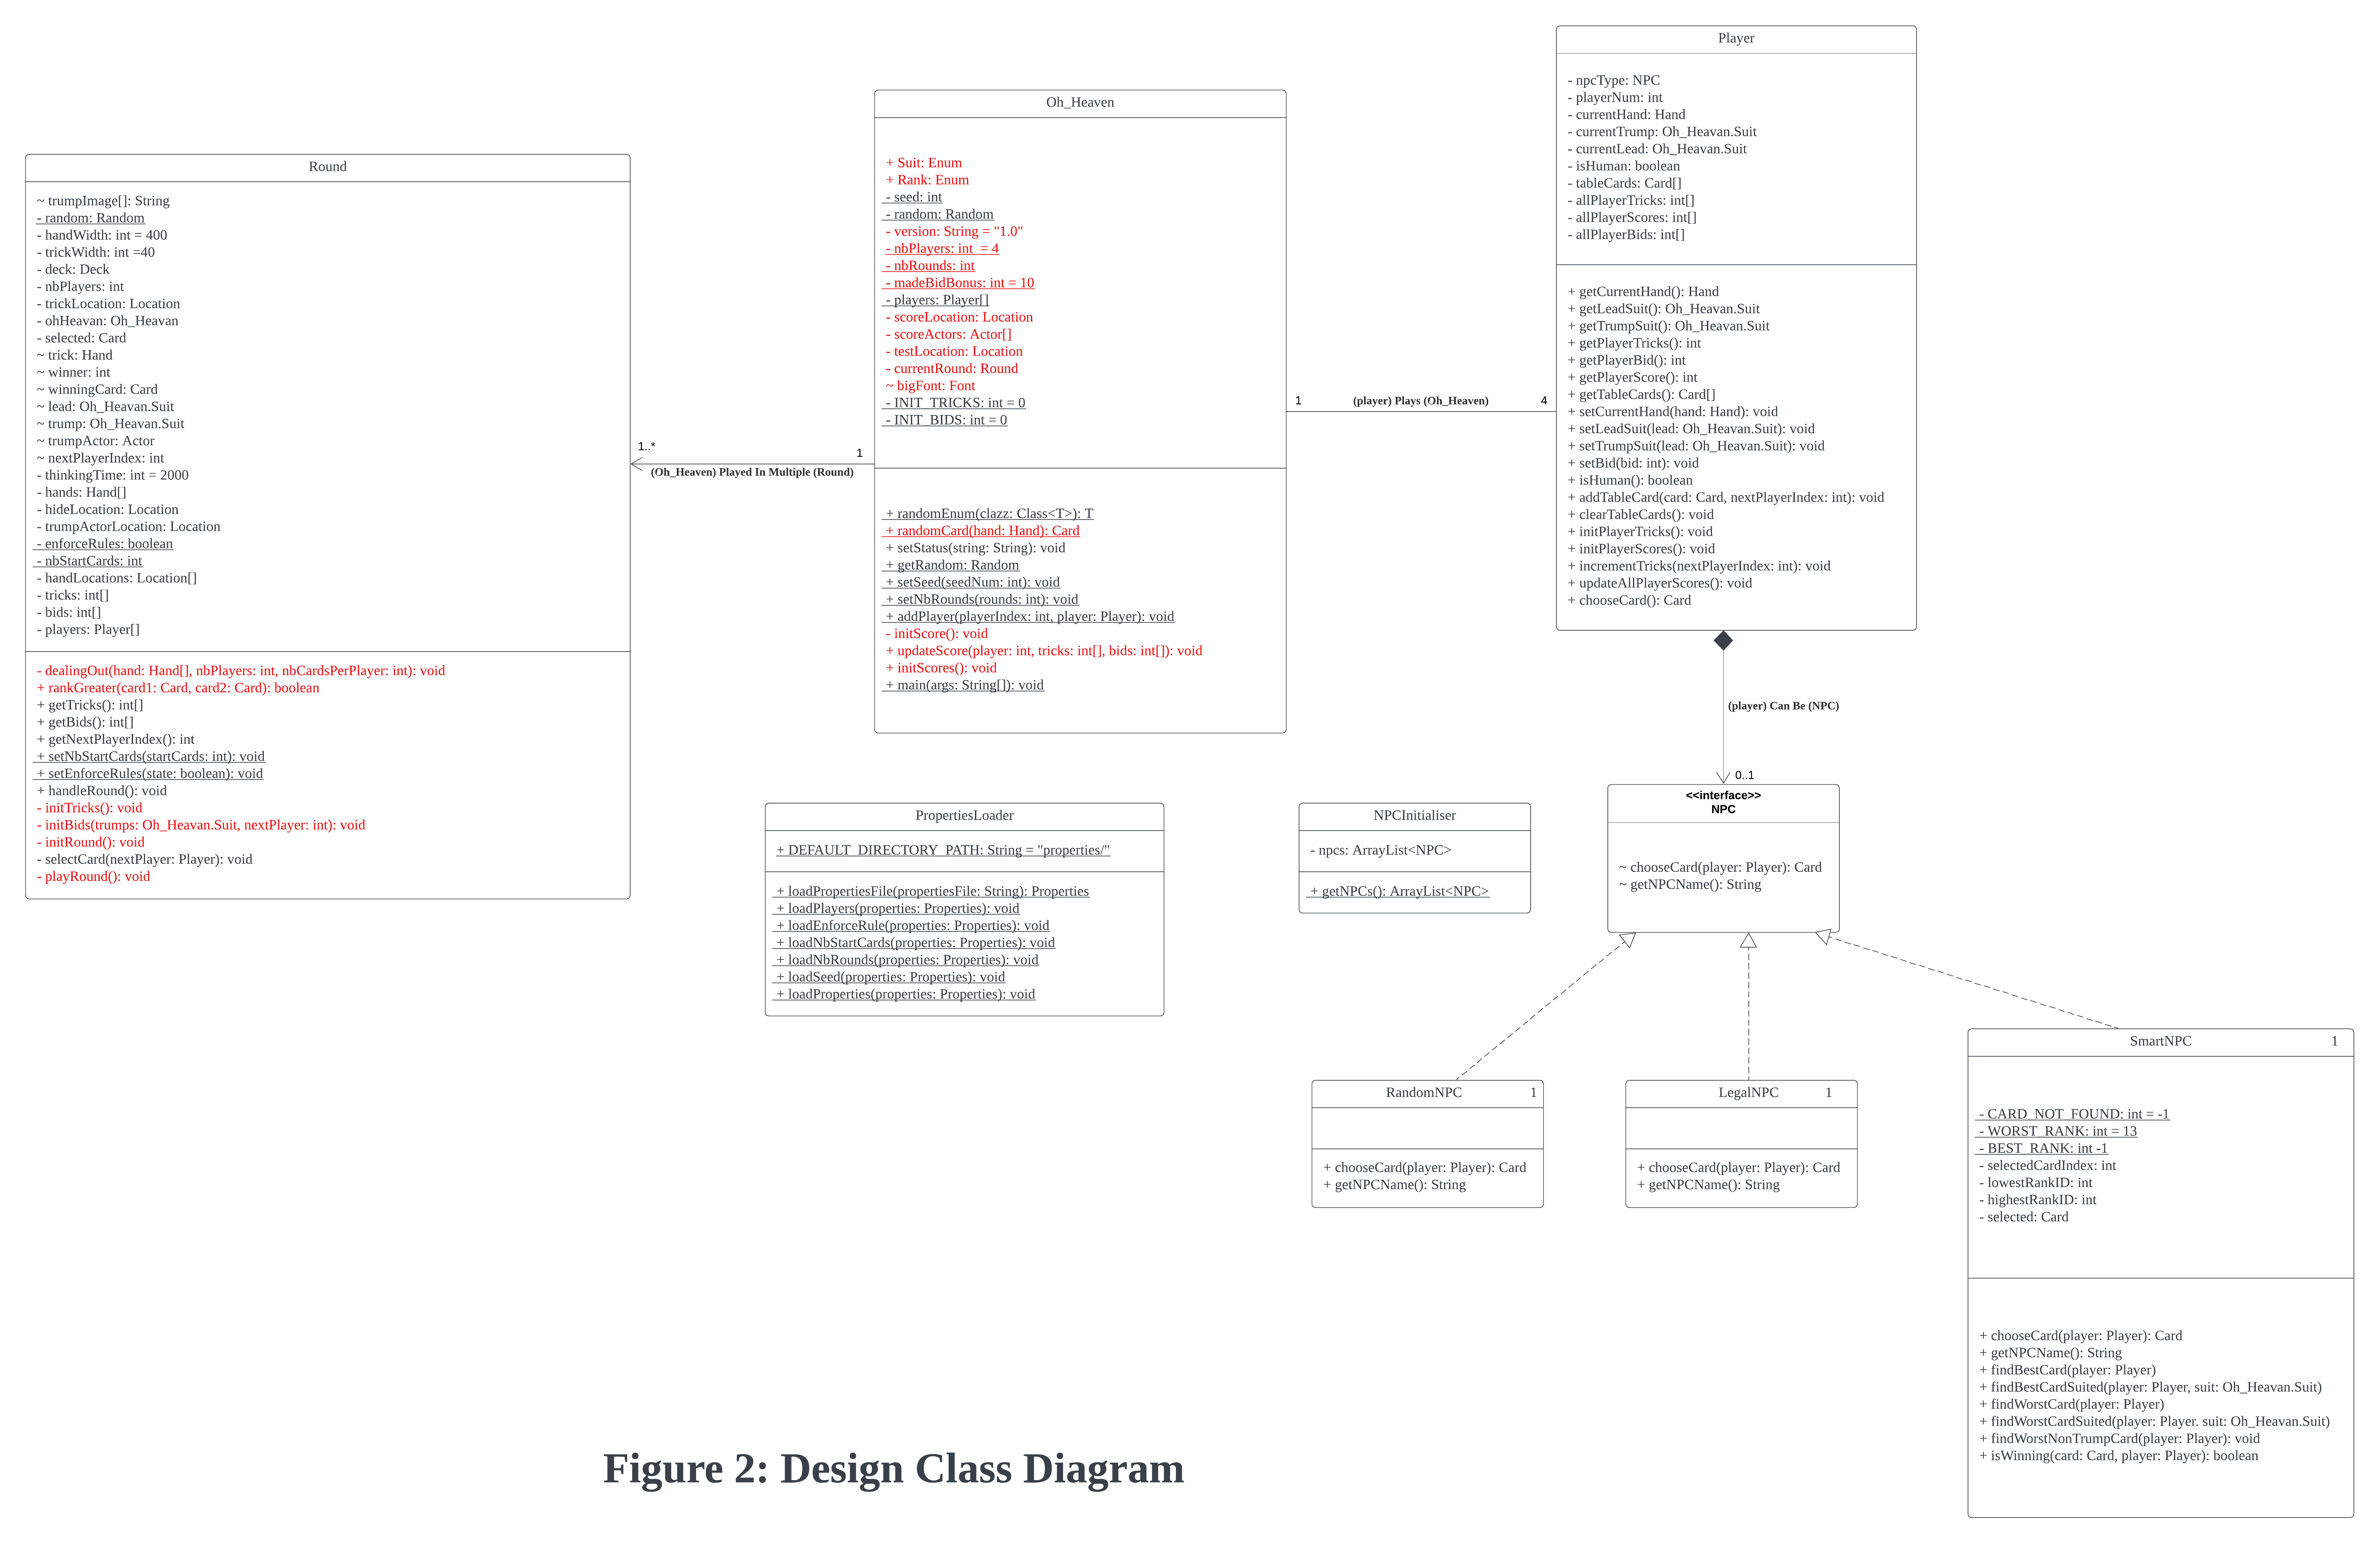 Player
- npcType: NPC
- playerNum: int
- currentHand: Hand
- currentTrump: Oh_Heavan.Suit
- currentLead: Oh_Heavan.Suit
- isHuman: boolean
- tableCards: Card[]
- allPlayerTricks: int[]
- allPlayerScores: int[]
- allPlayerBids: int[]
+ getCurrentHand(): Hand
+ getLeadSuit(): Oh_Heavan.Suit
+ getTrumpSuit(): Oh_Heavan.Suit
+ getPlayerTricks(): int
+ getPlayerBid(): int
+ getPlayerScore(): int
+ getTableCards(): Card[]
+ setCurrentHand(hand: Hand): void
+ setLeadSuit(lead: Oh_Heavan.Suit): void
+ setTrumpSuit(lead: Oh_Heavan.Suit): void
+ setBid(bid: int): void
+ isHuman(): boolean
+ addTableCard(card: Card, nextPlayerIndex: int): void
+ clearTableCards(): void
+ initPlayerTricks(): void
+ initPlayerScores(): void
+ incrementTricks(nextPlayerIndex: int): void
+ updateAllPlayerScores(): void
+ chooseCard(): Card
Oh_Heaven
+ Suit: Enum
+ Rank: Enum
- seed: int
- random: Random
- version: String = "1.0"
- nbPlayers: int  = 4
- nbRounds: int
- madeBidBonus: int = 10
- players: Player[]
- scoreLocation: Location
- scoreActors: Actor[]
- testLocation: Location
- currentRound: Round
~ bigFont: Font
- INIT_TRICKS: int = 0
- INIT_BIDS: int = 0
+ randomEnum(clazz: Class<T>): T
+ randomCard(hand: Hand): Card
+ setStatus(string: String): void
+ getRandom: Random
+ setSeed(seedNum: int): void
+ setNbRounds(rounds: int): void
+ addPlayer(playerIndex: int, player: Player): void
- initScore(): void
+ updateScore(player: int, tricks: int[], bids: int[]): void
+ initScores(): void
+ main(args: String[]): void
Round
~ trumpImage[]: String
- random: Random
- handWidth: int = 400
- trickWidth: int =40
- deck: Deck
- nbPlayers: int
- trickLocation: Location
- ohHeavan: Oh_Heavan
- selected: Card
~ trick: Hand
~ winner: int
~ winningCard: Card
~ lead: Oh_Heavan.Suit
~ trump: Oh_Heavan.Suit
~ trumpActor: Actor
~ nextPlayerIndex: int
- thinkingTime: int = 2000
- hands: Hand[]
- hideLocation: Location
- trumpActorLocation: Location
- enforceRules: boolean
- nbStartCards: int
- handLocations: Location[]
- tricks: int[]
- bids: int[]
- players: Player[]
- dealingOut(hand: Hand[], nbPlayers: int, nbCardsPerPlayer: int): void
+ rankGreater(card1: Card, card2: Card): boolean
+ getTricks(): int[]
+ getBids(): int[]
+ getNextPlayerIndex(): int
+ setNbStartCards(startCards: int): void
+ setEnforceRules(state: boolean): void
+ handleRound(): void
- initTricks(): void
- initBids(trumps: Oh_Heavan.Suit, nextPlayer: int): void
- initRound(): void
- selectCard(nextPlayer: Player): void
- playRound(): void
1..*
1
(Oh_Heaven) Played In Multiple (Round)
1
(player) Plays (Oh_Heaven)
4
(player) Can Be (NPC)
0..1
<<interface>>
NPC
~ chooseCard(player: Player): Card
~ getNPCName(): String
PropertiesLoader
+ DEFAULT_DIRECTORY_PATH: String = "properties/"
+ loadPropertiesFile(propertiesFile: String): Properties
+ loadPlayers(properties: Properties): void
+ loadEnforceRule(properties: Properties): void
+ loadNbStartCards(properties: Properties): void
+ loadNbRounds(properties: Properties): void
+ loadSeed(properties: Properties): void
+ loadProperties(properties: Properties): void
NPCInitialiser
- npcs: ArrayList<NPC>
+ getNPCs(): ArrayList<NPC>
RandomNPC 1
+ chooseCard(player: Player): Card
+ getNPCName(): String
LegalNPC 1
+ chooseCard(player: Player): Card
+ getNPCName(): String
SmartNPC 1
- CARD_NOT_FOUND: int = -1
- WORST_RANK: int = 13
- BEST_RANK: int -1
- selectedCardIndex: int
- lowestRankID: int
- highestRankID: int
- selected: Card
+ chooseCard(player: Player): Card
+ getNPCName(): String
+ findBestCard(player: Player)
+ findBestCardSuited(player: Player, suit: Oh_Heavan.Suit)
+ findWorstCard(player: Player)
+ findWorstCardSuited(player: Player. suit: Oh_Heavan.Suit)
+ findWorstNonTrumpCard(player: Player): void
+ isWinning(card: Card, player: Player): boolean
Figure 2: Design Class Diagram